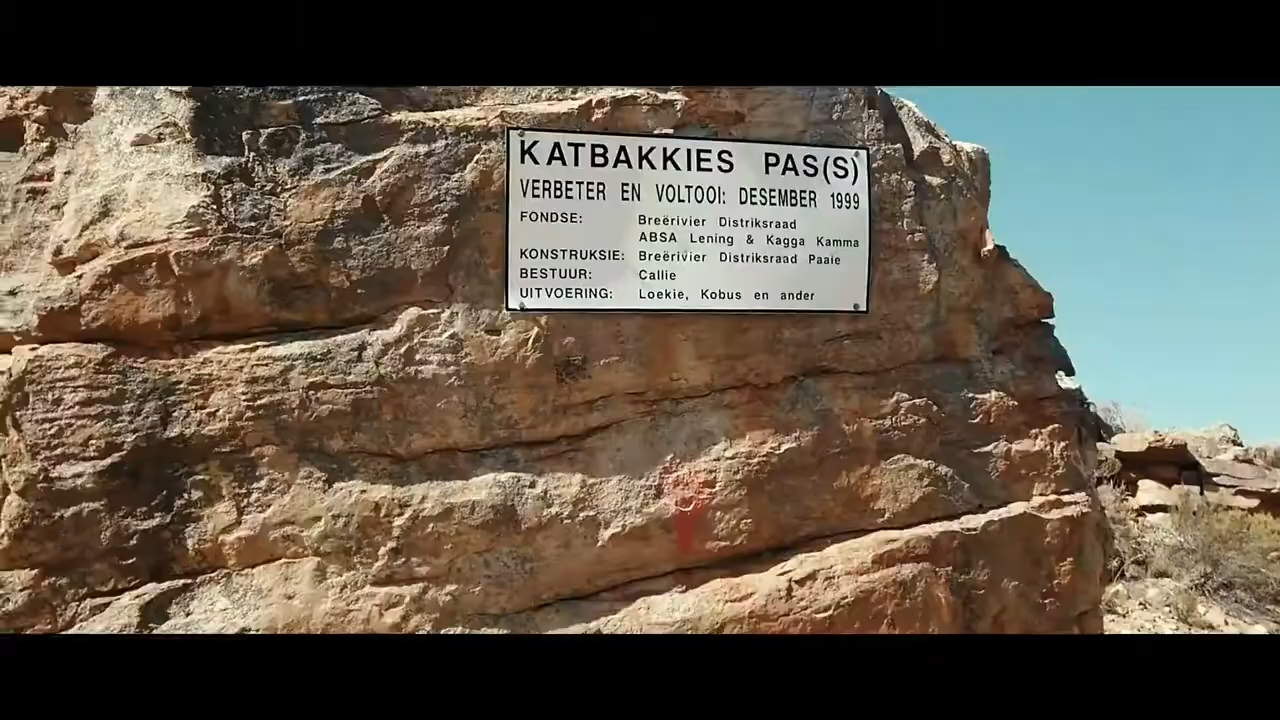 KATBAKKIES PAS(S)
VERBETER EN VOLTOOI: DESEMBER 1999
FONDSE: Breërivier Distriksraad
ABSA Lening & Kagga Kamma
KONSTRUKSIE: Breërivier Distriksraad Paaie
BESTUUR: Callie
UITVOERING: Loekie, Kobus en ander